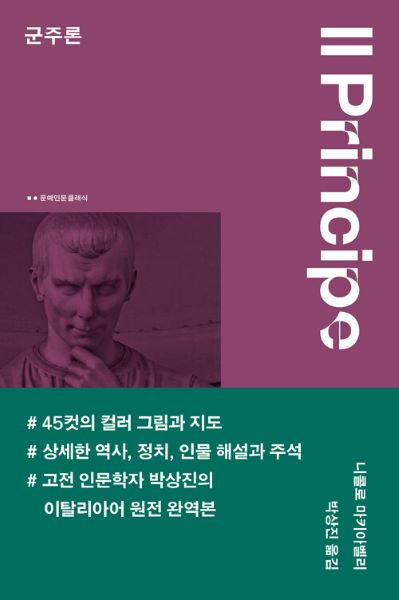 군주론
Il Principe
문예인문클래식
# 45컷의 컬러 그림과 지도
# 상세한 역사, 정치, 인물 해설과 주석
# 고전 인문학자 박상진의
이탈리아어 원전 완역본
니콜로 마키아벨리
박상진 옮김